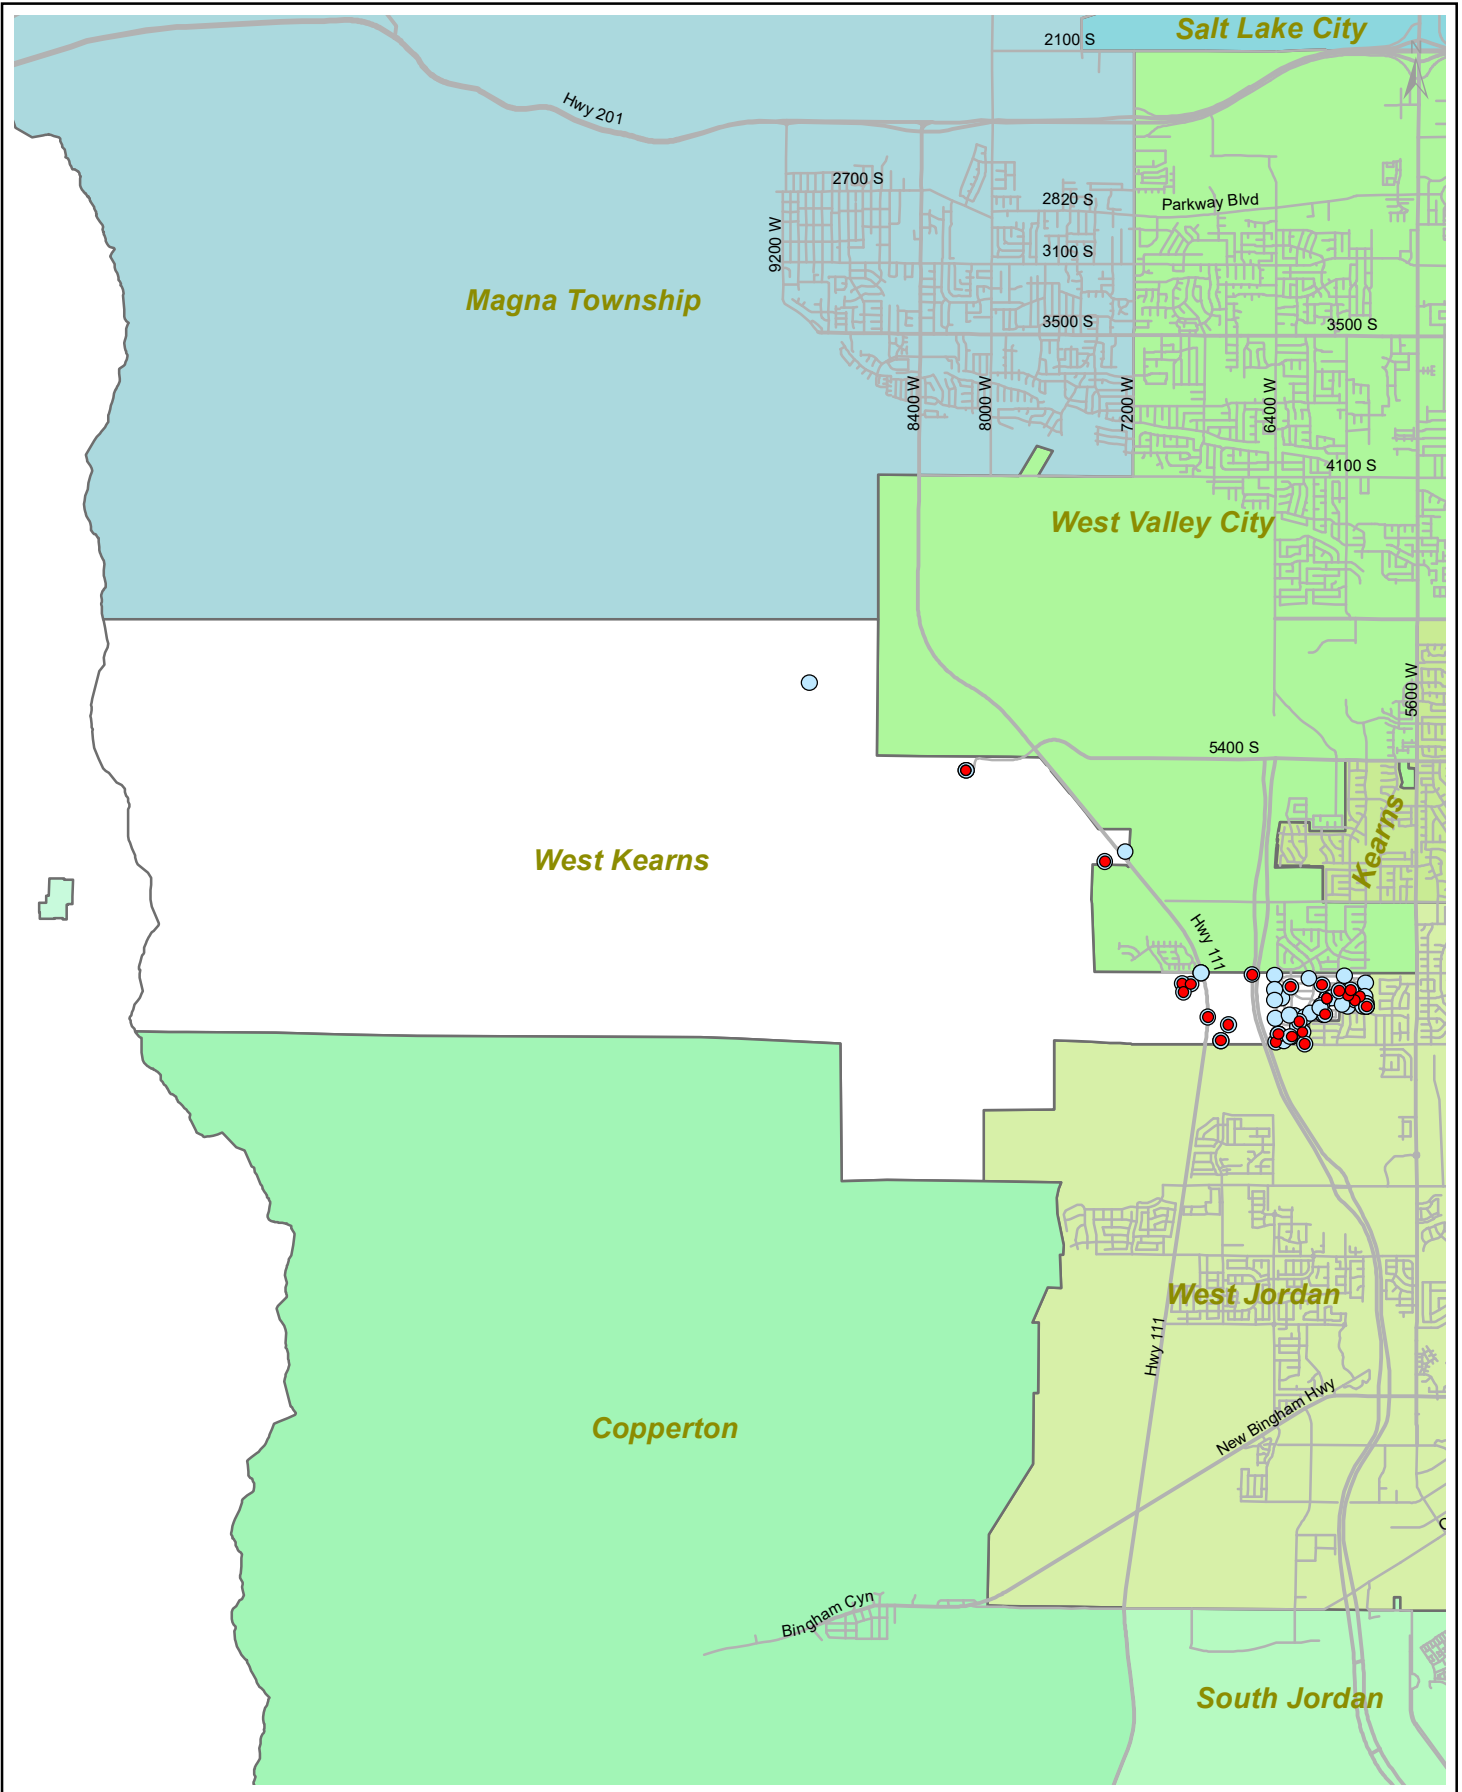 Salt Lake City
2100 S
N
Hwy 201
2700 S
2820 S
Parkway Blvd
9200 W
3100 S
Magna Township
3500 S
3500 S
8400 W
8000 W
7200 W
6400 W
4100 S
West Valley City
5600 W
5400 S
Kearns
West Kearns
Hwy 111
West Jordan
Hwy 111
New Bingham Hwy
Copperton
Bingham Cyn
South Jordan